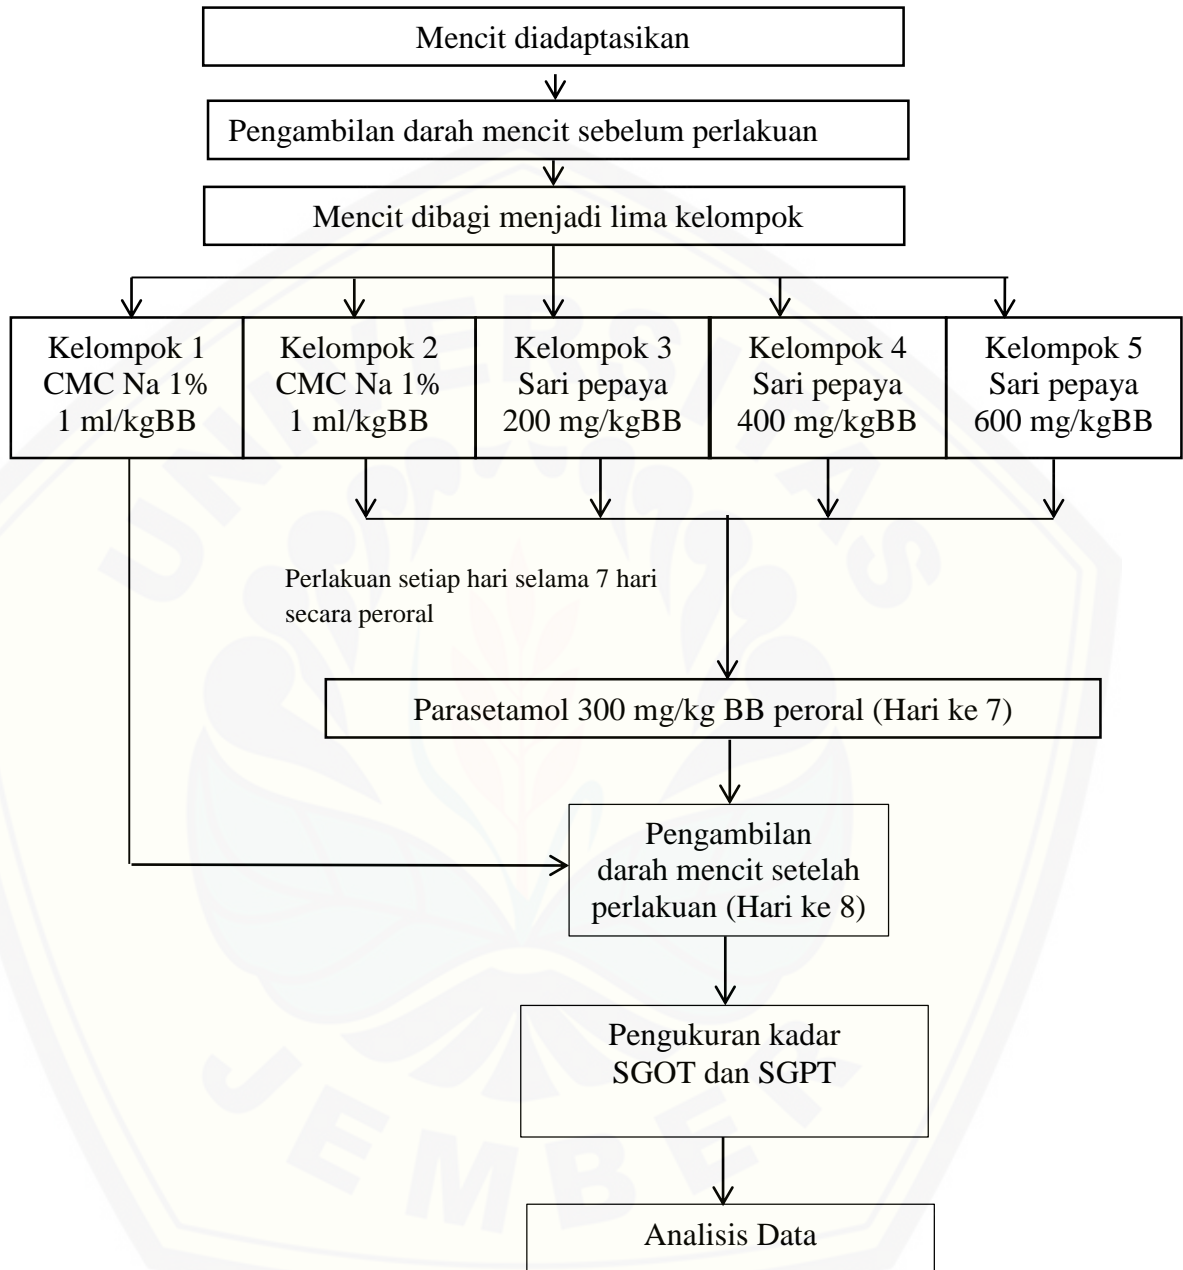 Mencit diadaptasikan
Pengambilan darah mencit sebelum perlakuan
Mencit dibagi menjadi lima kelompok
Kelompok 1
CMC Na 1%
1 ml/kgBB
Kelompok 2
CMC Na 1%
1 ml/kgBB
Kelompok 3
Sari pepaya
200 mg/kgBB
Kelompok 4
Sari pepaya
400 mg/kgBB
Kelompok 5
Sari pepaya
600 mg/kgBB
Perlakuan setiap hari selama 7 hari
secara peroral
Parasetamol 300 mg/kg BB peroral (Hari ke 7)
Pengambilan
darah mencit setelah
perlakuan (Hari ke 8)
Pengukuran kadar
SGOT dan SGPT
Analisis Data
UNIVERSITAS
JEMBER